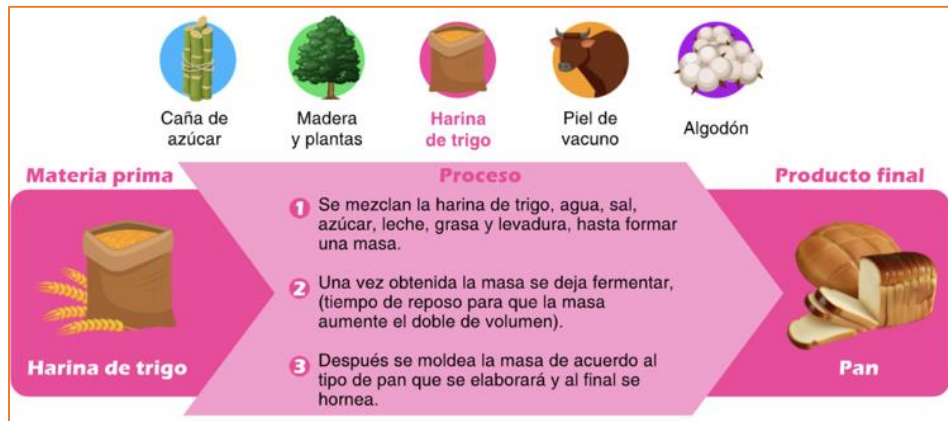 Caña de
azúcar
Madera
y plantas
Harina
de trigo
Piel de
vacuno
Algodón
Materia prima
Proceso
Producto final
1 Se mezclan la harina de trigo, agua, sal,
azúcar, leche, grasa y levadura, hasta formar
una masa.
2 Una vez obtenida la masa se deja fermentar,
(tiempo de reposo para que la masa
aumente el doble de volumen).
3 Después se moldea la masa de acuerdo al
tipo de pan que se elaborará y al final se
hornea.
Harina de trigo
Pan